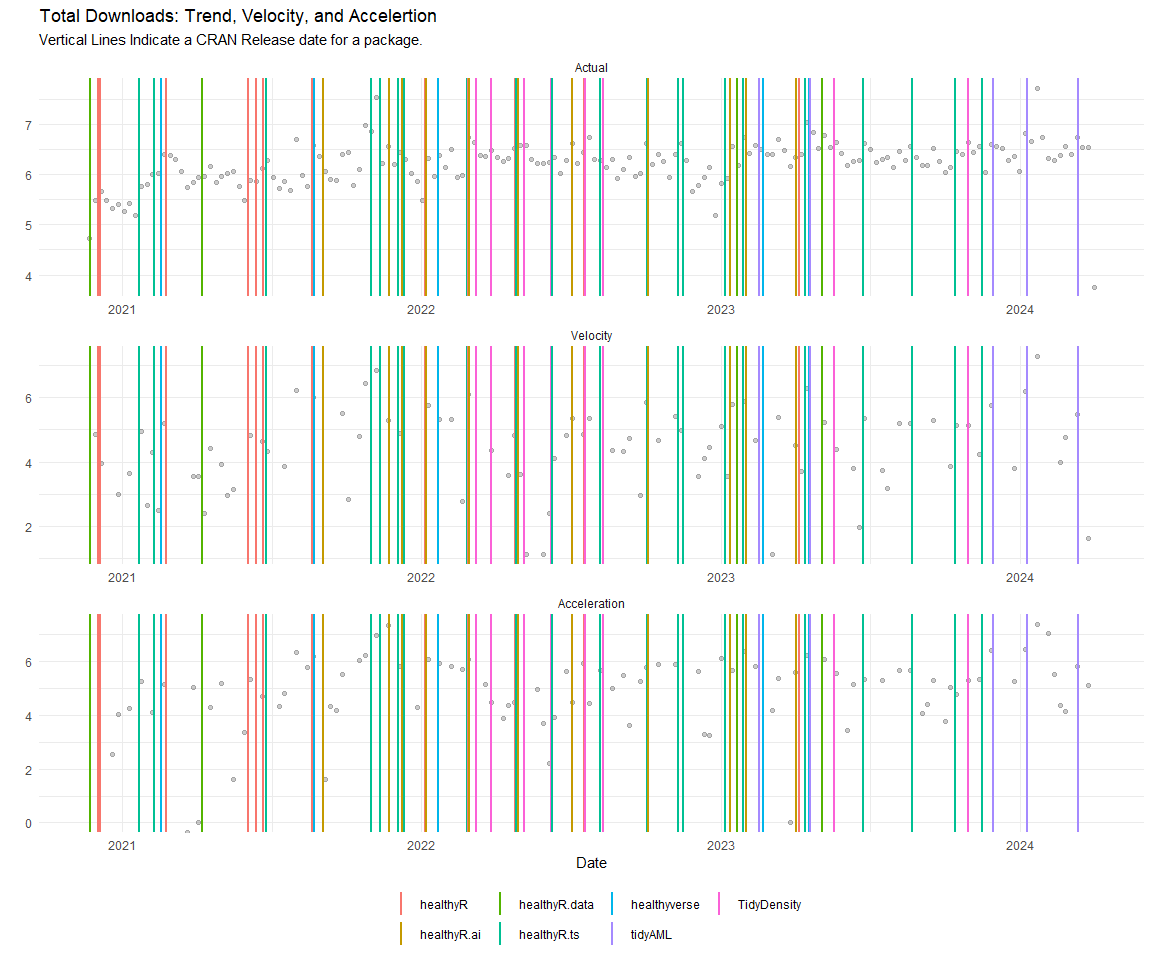 Total Downloads: Trend, Velocity, and Accelertion
Vertical Lines Indicate a CRAN Release date for a package.
Actual
7
6
5
4
2021 2022 2023 2024
Velocity
6
4
2
2021 2022 2023 2024
Acceleration
6
4
2
0
2021 2022 2023 2024
Date
healthyR healthyR.data healthyverse TidyDensity
healthyR.ai healthyR.ts tidyAML